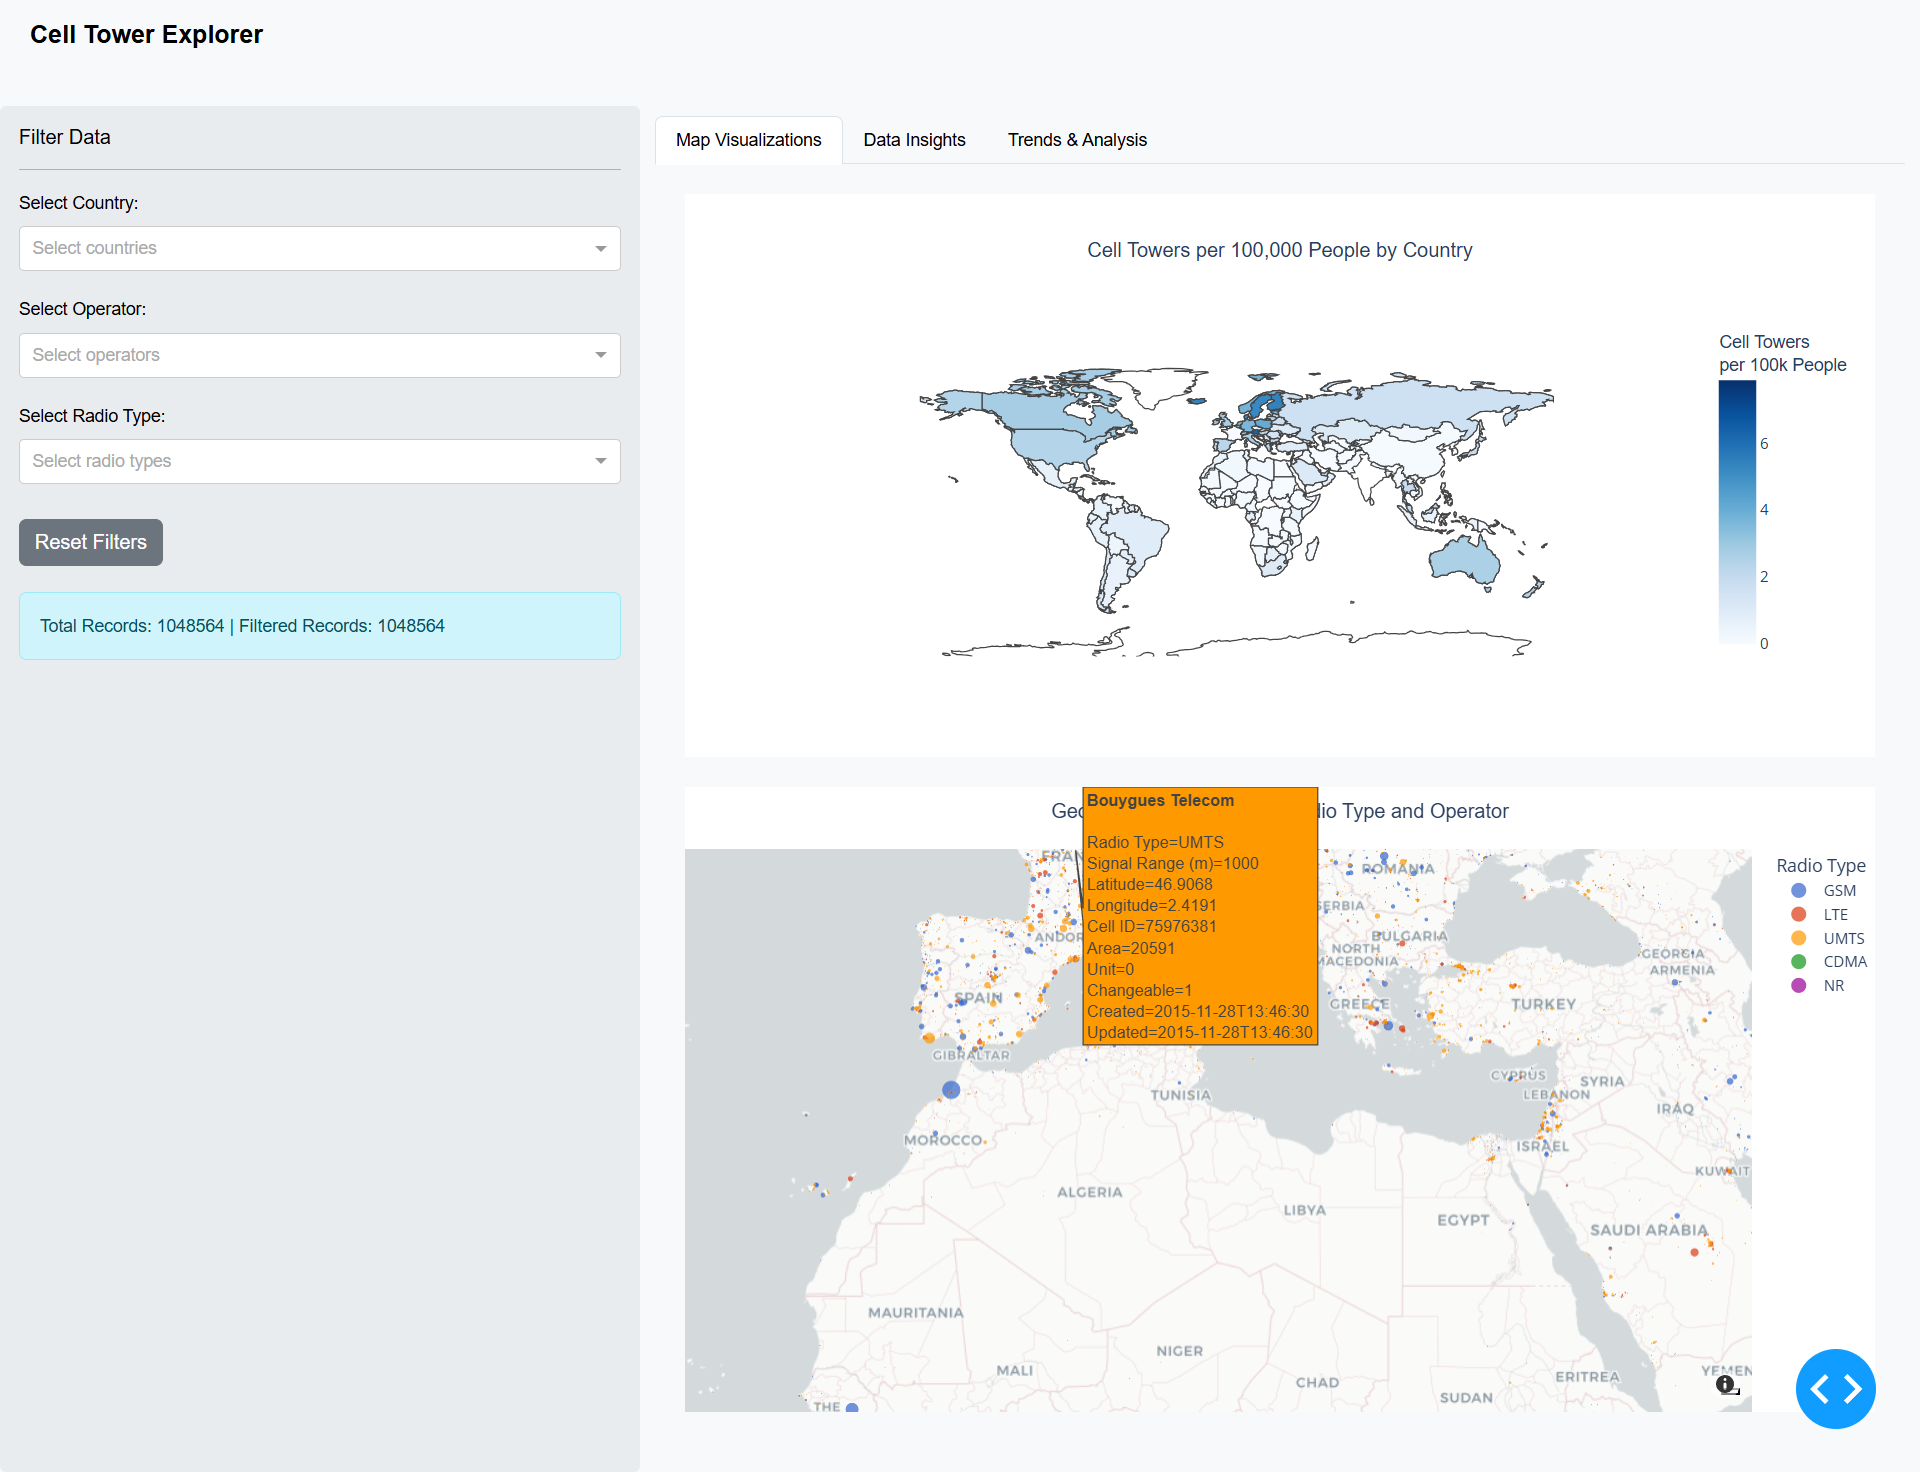 Cell Tower Explorer
Filter Data
Select Country:
Select countries
Select Operator:
Select operators
Select Radio Type:
Select radio types
Reset Filters
Total Records: 1048564 | Filtered Records: 1048564
Map Visualizations
Data Insights
Trends & Analysis
Cell Towers per 100,000 People by Country
Cell Towers
per 100k People
6
4
2
0
Geo
dio Type and Operator
Bouygues Telecom
Radio Type=UMTS
Signal Range (m)=1000
Latitude=46.9068
Longitude=2.4191
Cell ID=75976381
Area=20591
Unit=0
Changeable=1
Created=2015-11-28T13:46:30
Updated=2015-11-28T13:46:30
Radio Type
GSM
LTE
UMTS
CDMA
NR
FRAN
ROMANIA
SERBIA
ANDOR
BULGARIA
NORTH
MACEDONIA
GEORGIA
ARMENIA
SPAIN
GREECE
TURKEY
GIBRALTAR
CYPRUS
SYRIA
LEBANON
TUNISIA
IRAQ
MOROCCO
ISRAEL
KUWAIT
ALGERIA
LIBYA
EGYPT
SAUDI ARABIA
MAURITANIA
NIGER
MALI
CHAD
ERITREA
YEMEN
SUDAN
THE